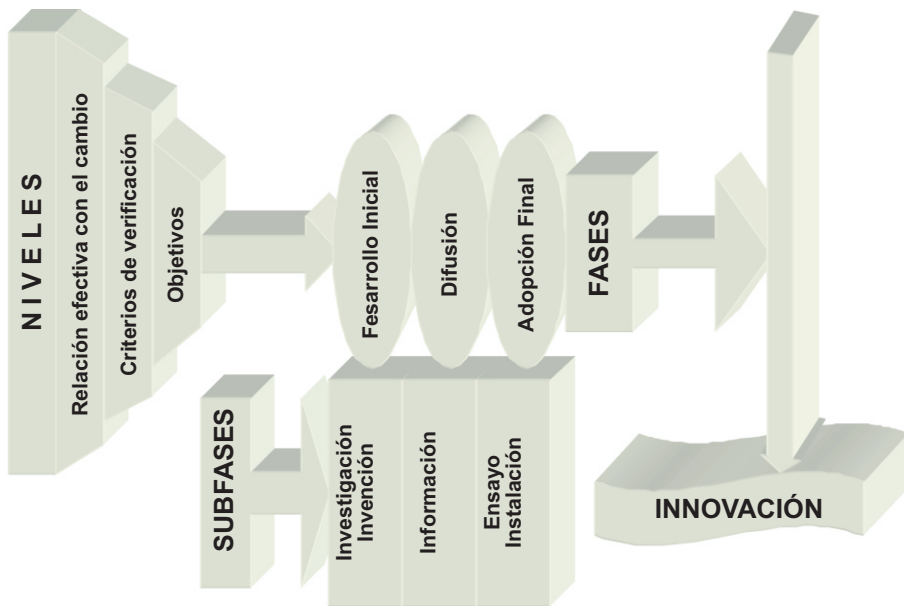 NIVELES
Relación efectiva con el cambio
Criterios de verificación
Objetivos
Fesarrollo Inicial
Difusión
Adopción Final
FASES
SUBFASES
Investigación
Invención
Información
Ensayo
Instalación
INNOVACIÓN